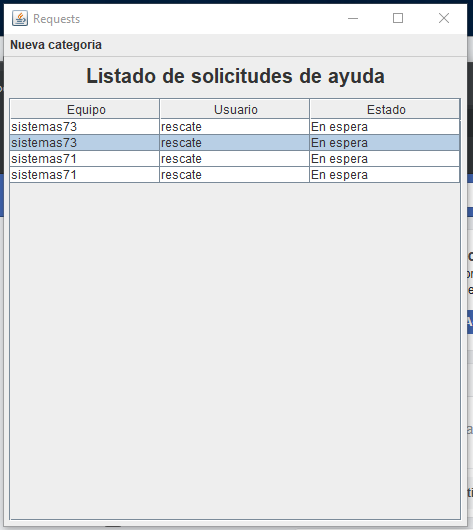 Requests
Nueva categoria
Listado de solicitudes de ayuda
Equipo Usuario Estado
sistemas73 rescate En espera
sistemas73 rescate En espera
sistemas71 rescate En espera
sistemas71 rescate En espera